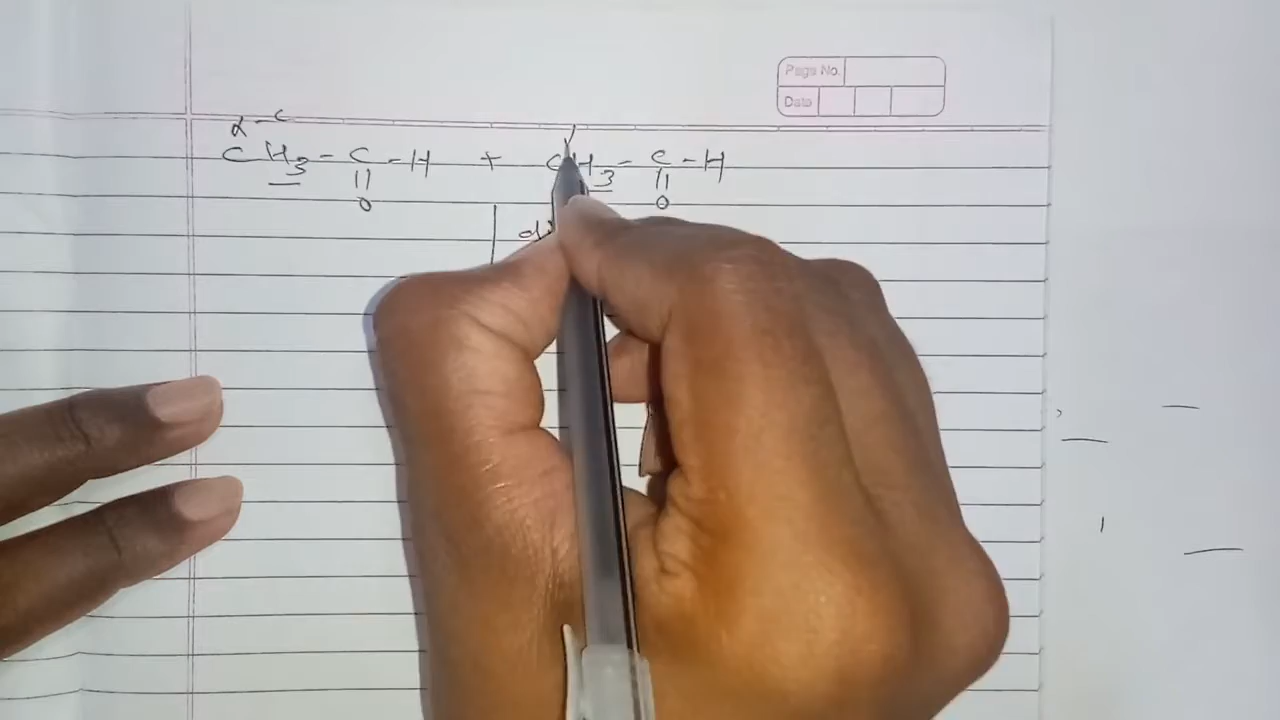 Page No.
Date
α-C
CH3-C-H + CH3-C-H
|| ||
O O